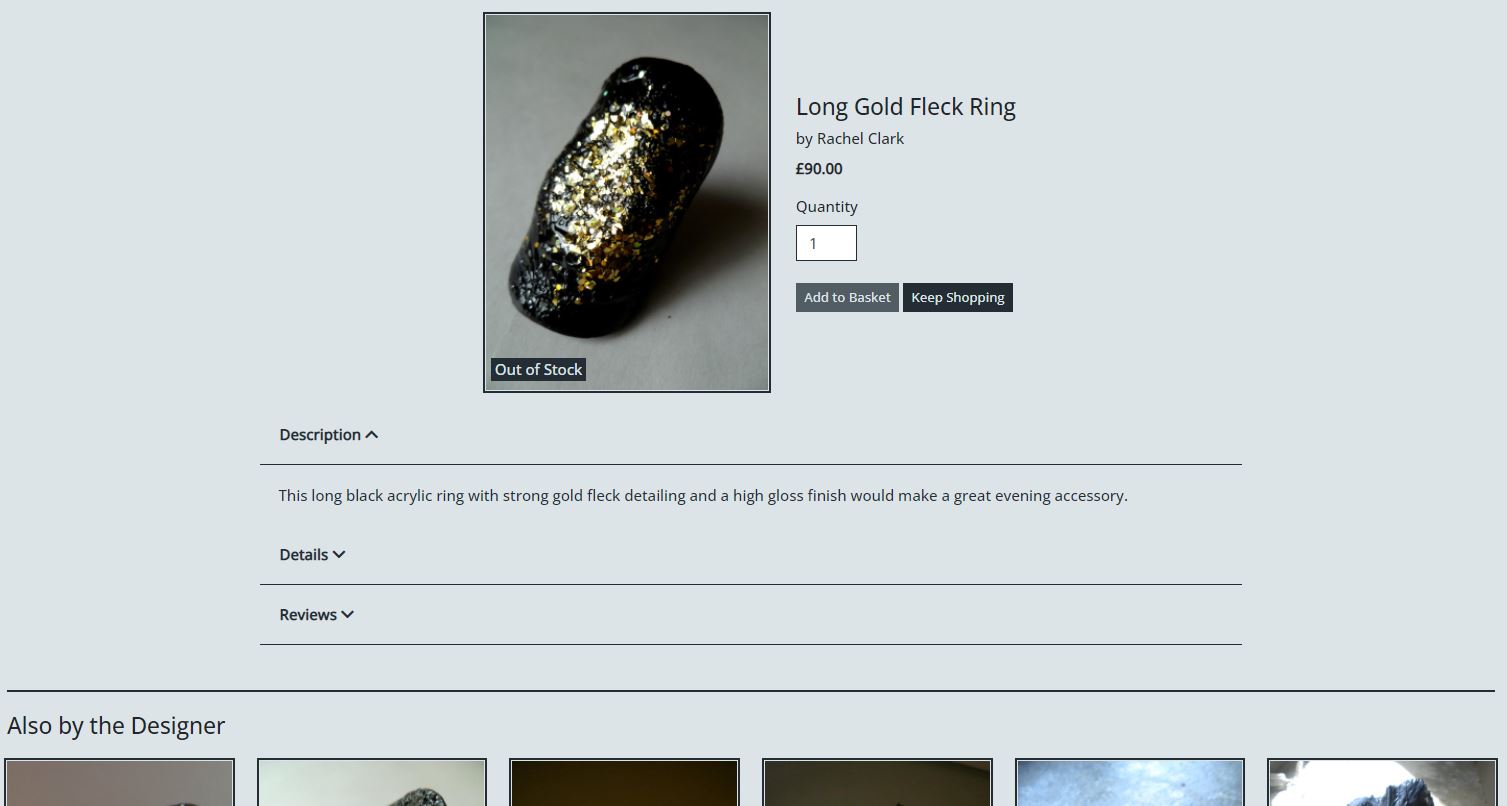 Long Gold Fleck Ring
by Rachel Clark
£90.00
Quantity
1
Add to Basket Keep Shopping
Out of Stock
Description
This long black acrylic ring with strong gold fleck detailing and a high gloss finish would make a great evening accessory.
Details
Reviews
Also by the Designer